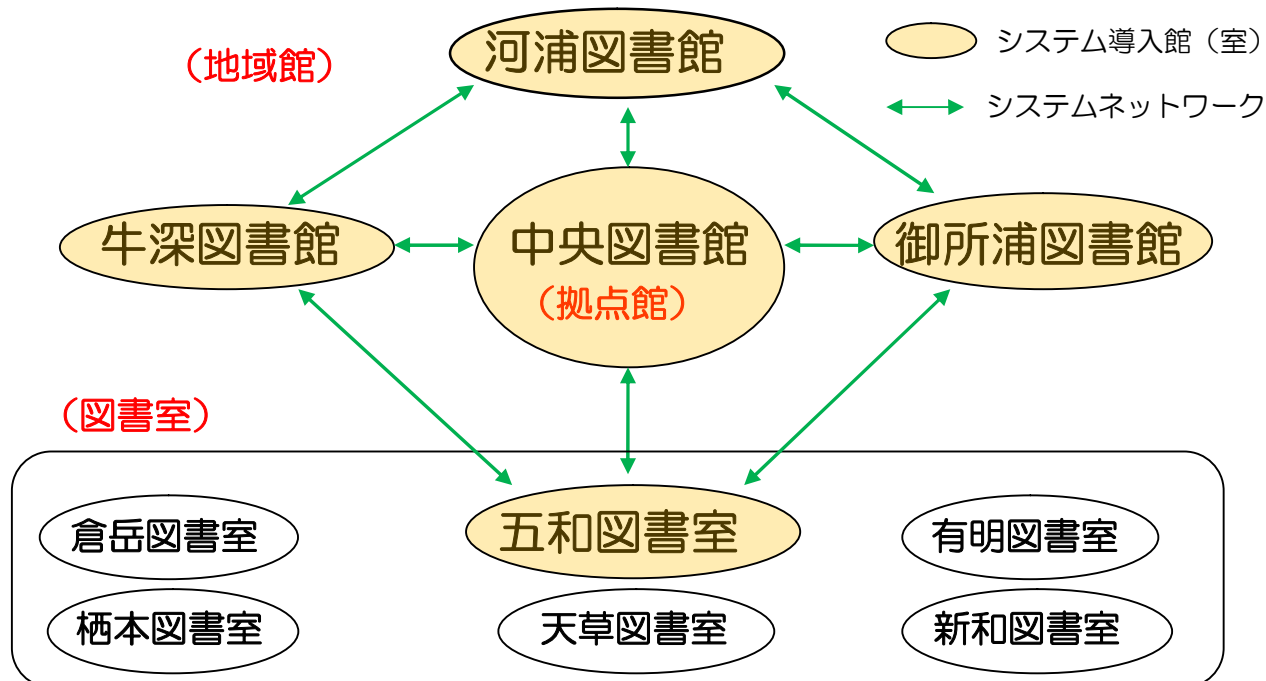 河浦図書館
システム導入館（室）
（地域館）
システムネットワーク
牛深図書館
中央図書館
御所浦図書館
（拠点館）
（図書室）
倉岳図書室
五和図書室
有明図書室
栖本図書室
天草図書室
新和図書室